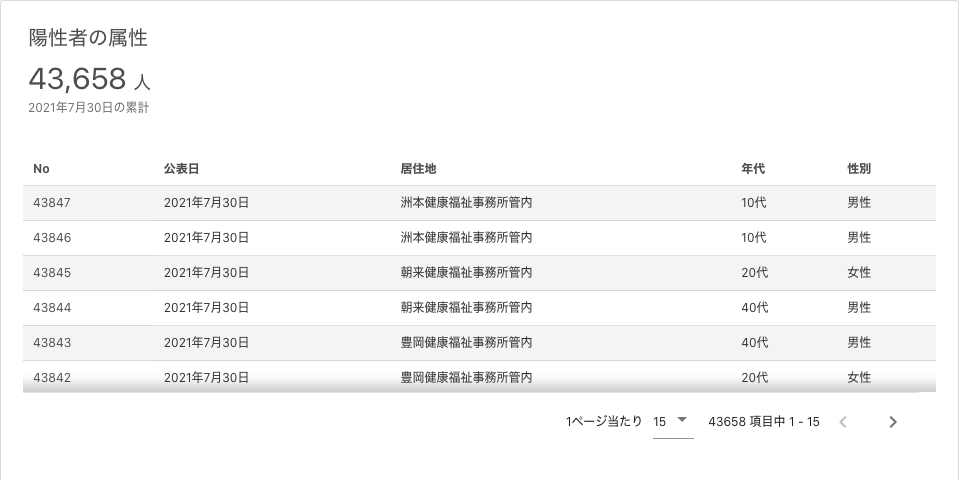 陽性者の属性
43,658 人
2021年7月30日の累計
No 公表日 居住地 年代 性別
43847 2021年7月30日 洲本健康福祉事務所管内 10代 男性
43846 2021年7月30日 洲本健康福祉事務所管内 10代 男性
43845 2021年7月30日 朝来健康福祉事務所管内 20代 女性
43844 2021年7月30日 朝来健康福祉事務所管内 40代 男性
43843 2021年7月30日 豊岡健康福祉事務所管内 40代 男性
43842 2021年7月30日 豊岡健康福祉事務所管内 20代 女性
1ページ当たり 15 43658 項目中 1 - 15